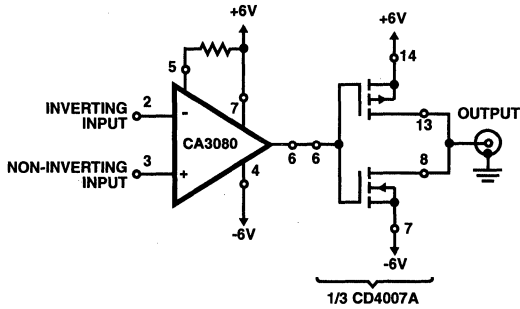 +6V
+6V
5
14
INVERTING
INPUT
2
7
-
CA3080
OUTPUT
13
6
6
NON-INVERTING
INPUT
3
+
4
8
7
-6V
-6V
1/3 CD4007A